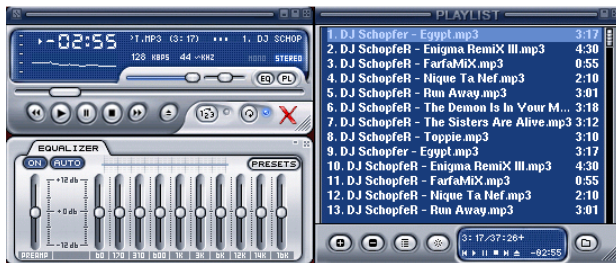 -02:55
>T.MP3 (3:17) ••• 1. DJ SCHOP
128 KBPS 44 KHZ MONO STEREO
EQ PL
123
EQUALIZER
ON AUTO PRESETS
+12 db
+0 db
-12 db
PREAMP 60 170 310 600 1K 3K 6K 12K 14K 16K
PLAYLIST
1. DJ Schopfer - Egypt.mp3 3:17
2. DJ SchopfeR - Enigma RemiX III.mp3 4:30
3. DJ SchopfeR - FarfaMiX.mp3 0:55
4. DJ SchopfeR - Nique Ta Nef.mp3 2:10
5. DJ SchopfeR - Run Away.mp3 3:01
6. DJ SchopfeR - The Demon Is In Your M... 3:18
7. DJ SchopfeR - The Sisters Are Alive.mp3 3:12
8. DJ SchopfeR - Toppie.mp3 3:10
9. DJ Schopfer - Egypt.mp3 3:17
10. DJ SchopfeR - Enigma RemiX III.mp3 4:30
11. DJ SchopfeR - FarfaMiX.mp3 0:55
12. DJ SchopfeR - Nique Ta Nef.mp3 2:10
13. DJ SchopfeR - Run Away.mp3 3:01
3:17/37:26+
-02:55